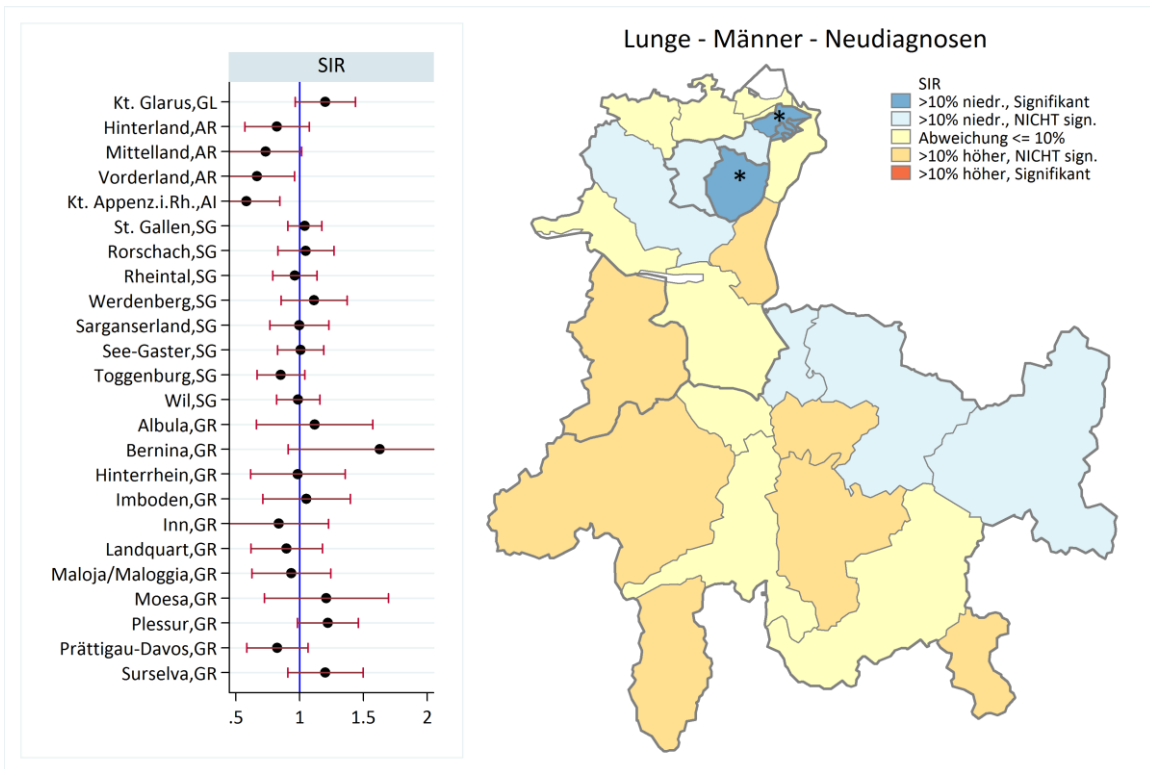 SIR
Kt. Glarus,GL
Hinterland,AR
Mittelland,AR
Vorderland,AR
Kt. Appenz.i.Rh.,AI
St. Gallen,SG
Rorschach,SG
Rheintal,SG
Werdenberg,SG
Sarganserland,SG
See-Gaster,SG
Toggenburg,SG
Wil,SG
Albula,GR
Bernina,GR
Hinterrhein,GR
Imboden,GR
Inn,GR
Landquart,GR
Maloja/Maloggia,GR
Moesa,GR
Plessur,GR
Prättigau-Davos,GR
Surselva,GR
.5 1 1.5 2
Lunge - Männer - Neudiagnosen
SIR
>10% niedr., Signifikant
>10% niedr., NICHT sign.
Abweichung <= 10%
>10% höher, NICHT sign.
>10% höher, Signifikant
*
*